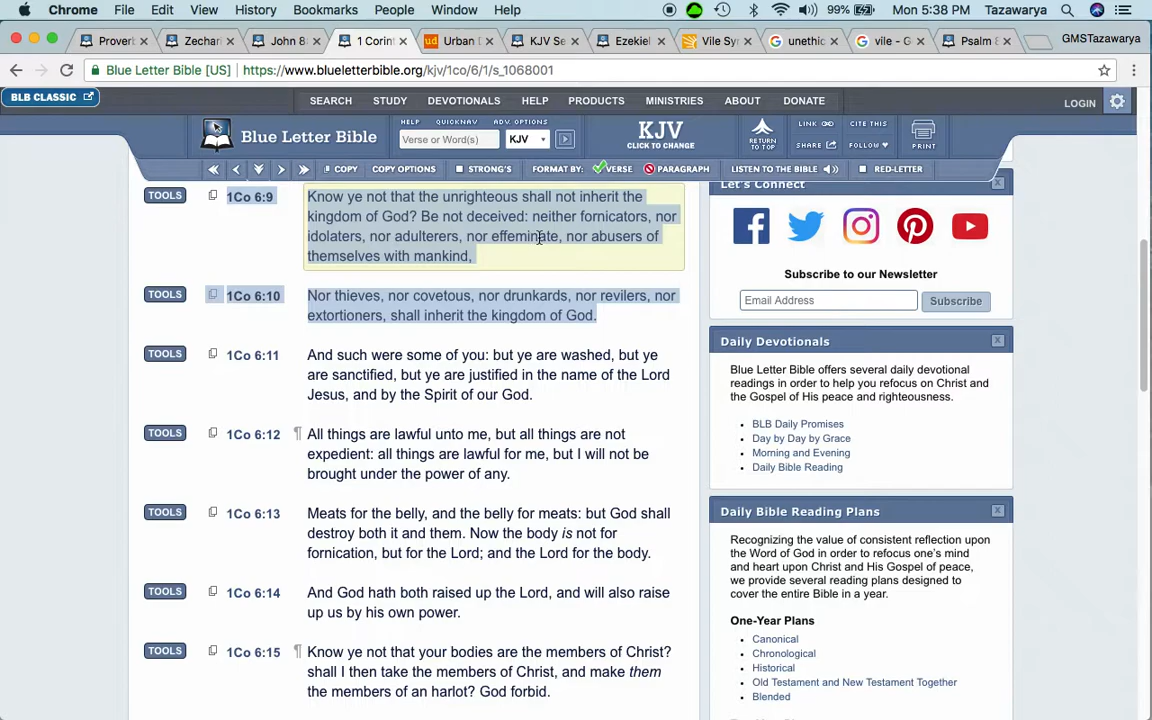 Chrome File Edit View History Bookmarks People Window Help 99% Mon 5:38 PM Tazawarya
Proverb Zechari John 8: 1 Corint Urban D KJV Se Ezekiel Vile Syn unethic vile - G Psalm 8 GMSTazawarya
Blue Letter Bible [US] https://www.blueletterbible.org/kjv/1co/6/1/s_1068001
BLB CLASSIC
SEARCH STUDY DEVOTIONALS HELP PRODUCTS MINISTRIES ABOUT DONATE LOGIN
Blue Letter Bible
HELP QUICKNAV ADV. OPTIONS
Verse or Word(s) KJV
KJV
CLICK TO CHANGE
RETURN
TO TOP
LINK CITE THIS
SHARE FOLLOW PRINT
COPY COPY OPTIONS STRONG'S FORMAT BY: VERSE PARAGRAPH LISTEN TO THE BIBLE RED-LETTER
TOOLS 1Co 6:9 Know ye not that the unrighteous shall not inherit the
kingdom of God? Be not deceived: neither fornicators, nor
idolaters, nor adulterers, nor effeminate, nor abusers of
themselves with mankind,
TOOLS 1Co 6:10 Nor thieves, nor covetous, nor drunkards, nor revilers, nor
extortioners, shall inherit the kingdom of God.
TOOLS 1Co 6:11 And such were some of you: but ye are washed, but ye
are sanctified, but ye are justified in the name of the Lord
Jesus, and by the Spirit of our God.
TOOLS 1Co 6:12 ¶ All things are lawful unto me, but all things are not
expedient: all things are lawful for me, but I will not be
brought under the power of any.
TOOLS 1Co 6:13 Meats for the belly, and the belly for meats: but God shall
destroy both it and them. Now the body is not for
fornication, but for the Lord; and the Lord for the body.
TOOLS 1Co 6:14 And God hath both raised up the Lord, and will also raise
up us by his own power.
TOOLS 1Co 6:15 ¶ Know ye not that your bodies are the members of Christ?
shall I then take the members of Christ, and make them
the members of an harlot? God forbid.
Let's Connect
Subscribe to our Newsletter
Email Address Subscribe
Daily Devotionals
Blue Letter Bible offers several daily devotional
readings in order to help you refocus on Christ and
the Gospel of His peace and righteousness.
• BLB Daily Promises
• Day by Day by Grace
• Morning and Evening
• Daily Bible Reading
Daily Bible Reading Plans
Recognizing the value of consistent reflection upon
the Word of God in order to refocus one's mind
and heart upon Christ and His Gospel of peace,
we provide several reading plans designed to
cover the entire Bible in a year.
One-Year Plans
• Canonical
• Chronological
• Historical
• Old Testament and New Testament Together
• Blended